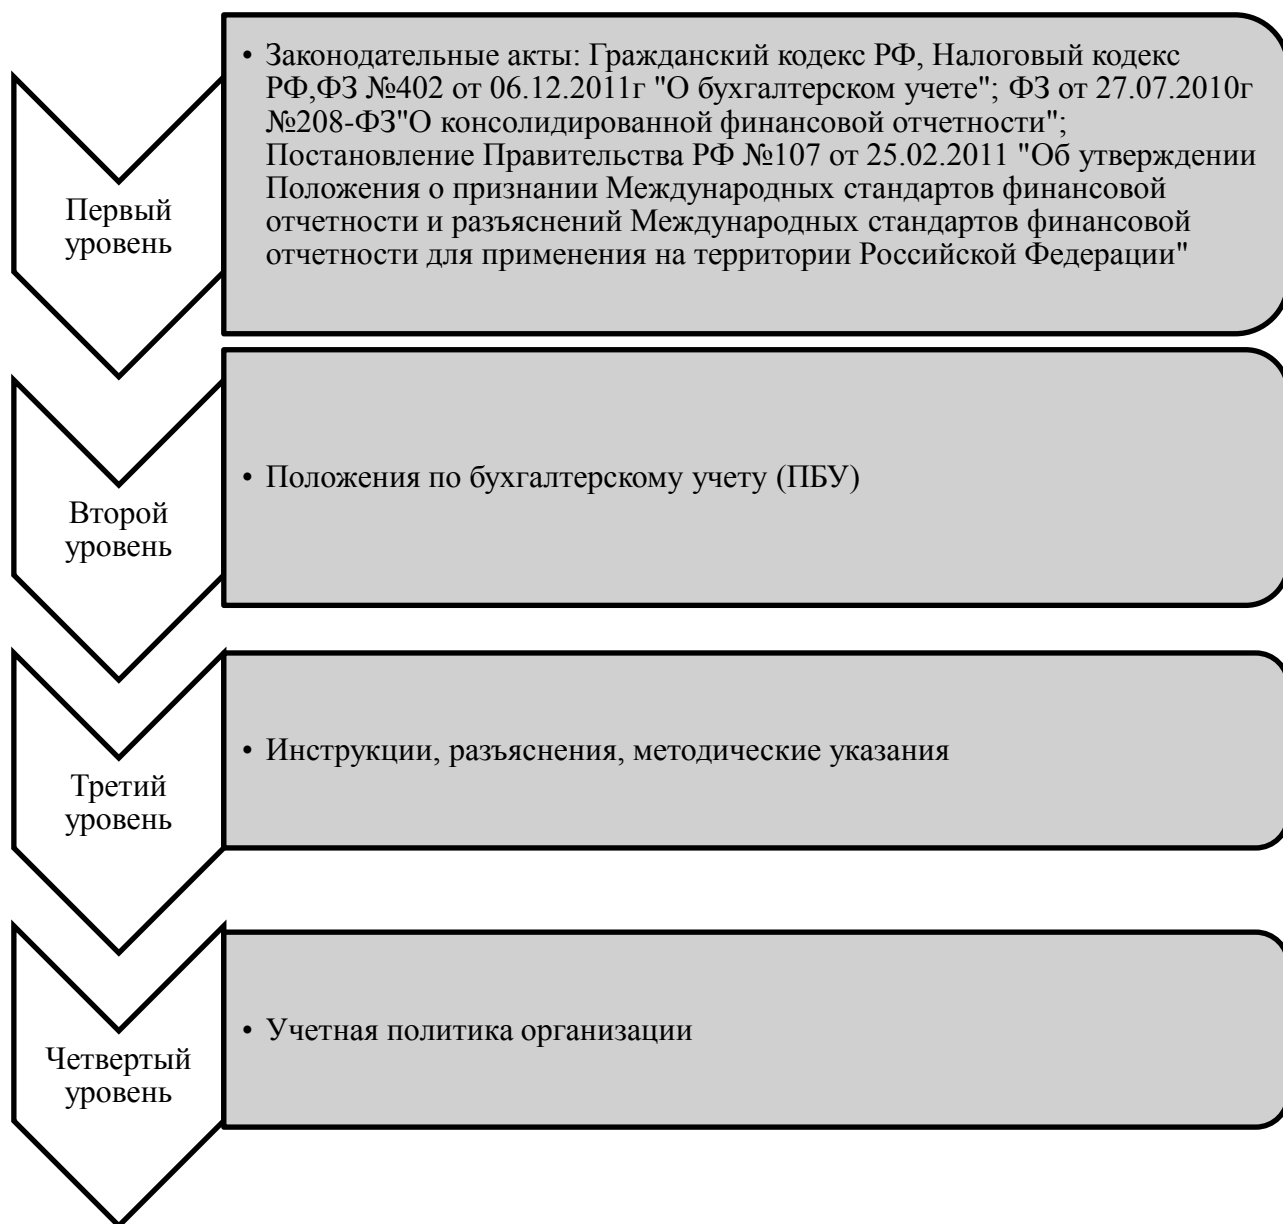 Первый
уровень
• Законодательные акты: Гражданский кодекс РФ, Налоговый кодекс
РФ,ФЗ №402 от 06.12.2011г "О бухгалтерском учете"; ФЗ от 27.07.2010г
№208-ФЗ"О консолидированной финансовой отчетности";
Постановление Правительства РФ №107 от 25.02.2011 "Об утверждении
Положения о признании Международных стандартов финансовой
отчетности и разъяснений Международных стандартов финансовой
отчетности для применения на территории Российской Федерации"
Второй
уровень
• Положения по бухгалтерскому учету (ПБУ)
Третий
уровень
• Инструкции, разъяснения, методические указания
Четвертый
уровень
• Учетная политика организации